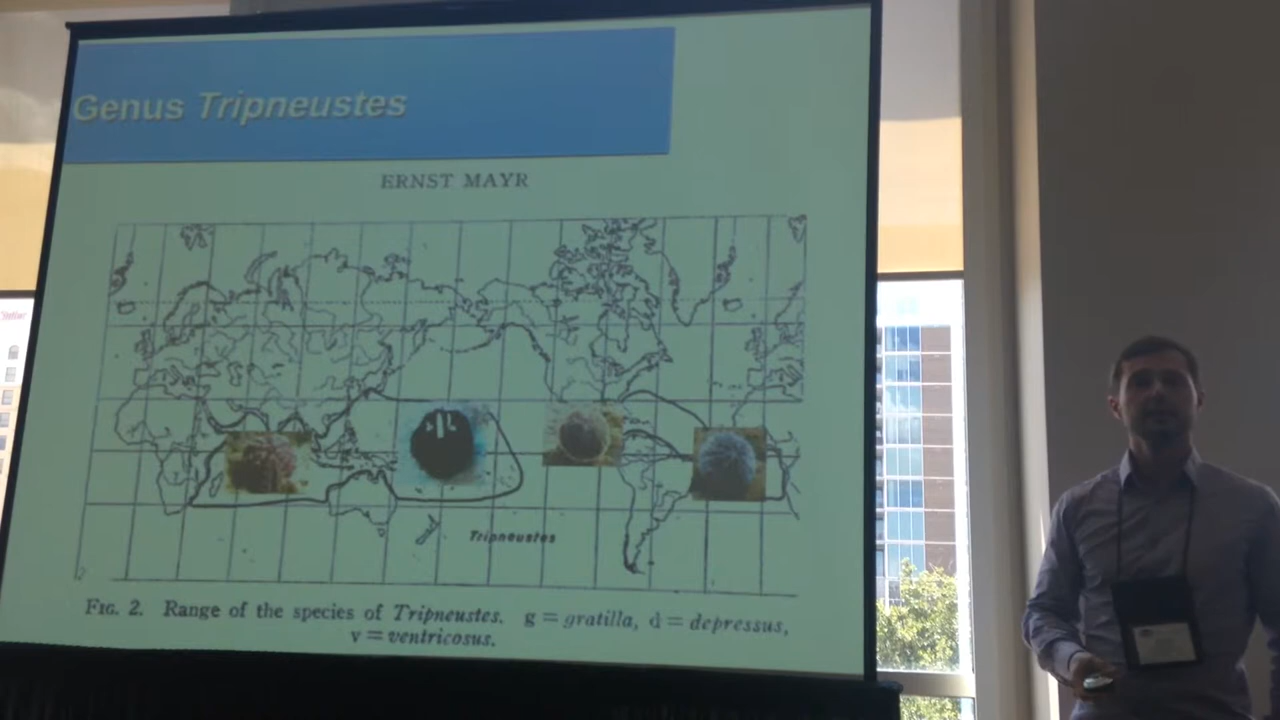 Genus Tripneustes
ERNST MAYR
Tripneustes
FIG. 2. Range of the species of Tripneustes. g = gratilla, d = depressus,
v = ventricosus.